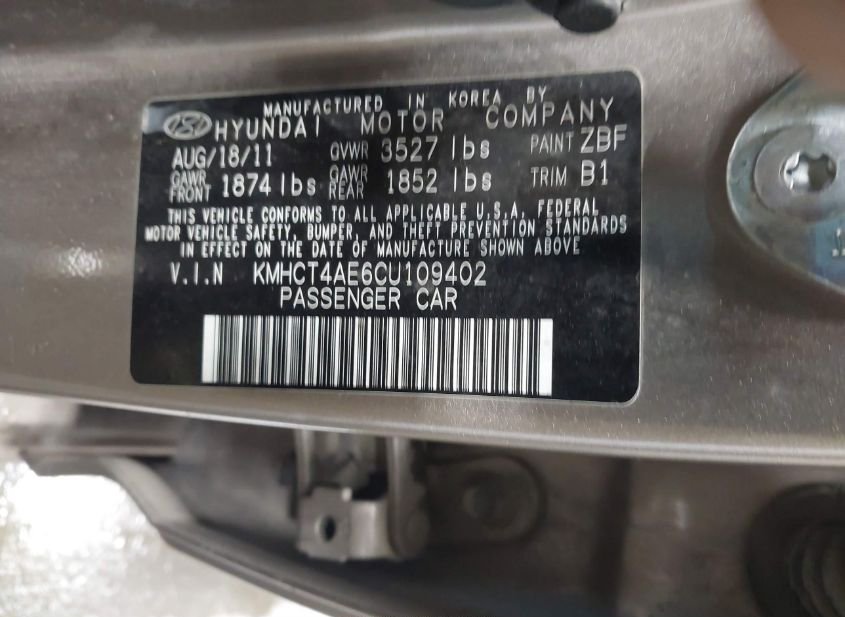 MANUFACTURED IN KOREA BY
HYUNDAI MOTOR COMPANY
AUG/18/11 GVWR 3527 lbs PAINT ZBF
GAWR FRONT 1874 lbs GAWR REAR 1852 lbs TRIM B1
THIS VEHICLE CONFORMS TO ALL APPLICABLE U.S.A. FEDERAL
MOTOR VEHICLE SAFETY, BUMPER, AND THEFT PREVENTION STANDARDS
IN EFFECT ON THE DATE OF MANUFACTURE SHOWN ABOVE
V.I.N KMHCT4AE6CU109402
PASSENGER CAR